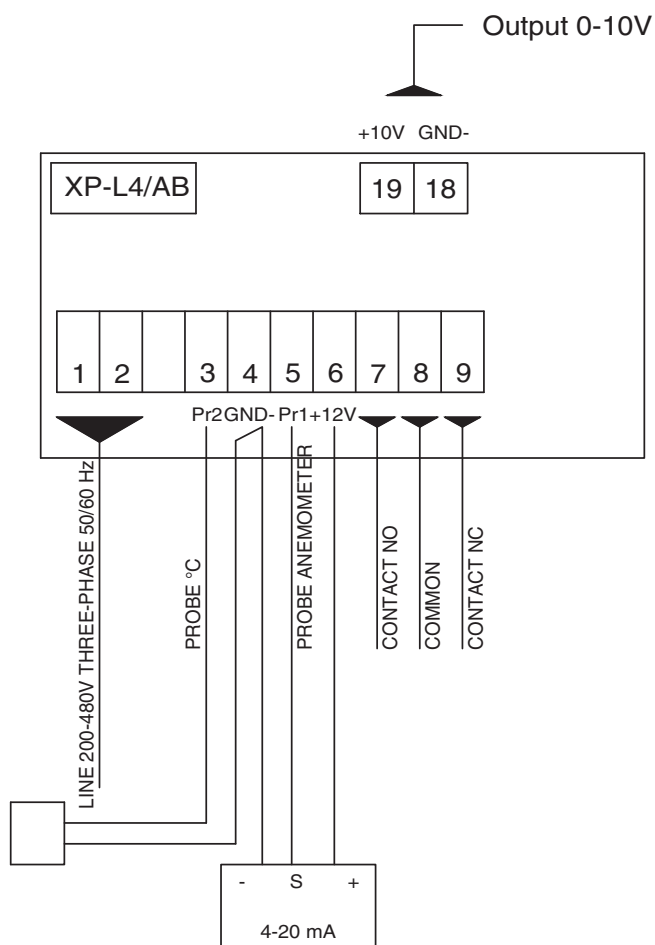 Output 0-10V
+10V GND-
XP-L4/AB
19 18
1 2 3 4 5 6 7 8 9
Pr2 GND- Pr1 +12V
LINE 200-480V THREE-PHASE 50/60 Hz
PROBE °C
PROBE ANEMOMETER
CONTACT NO
COMMON
CONTACT NC
- S +
4-20 mA